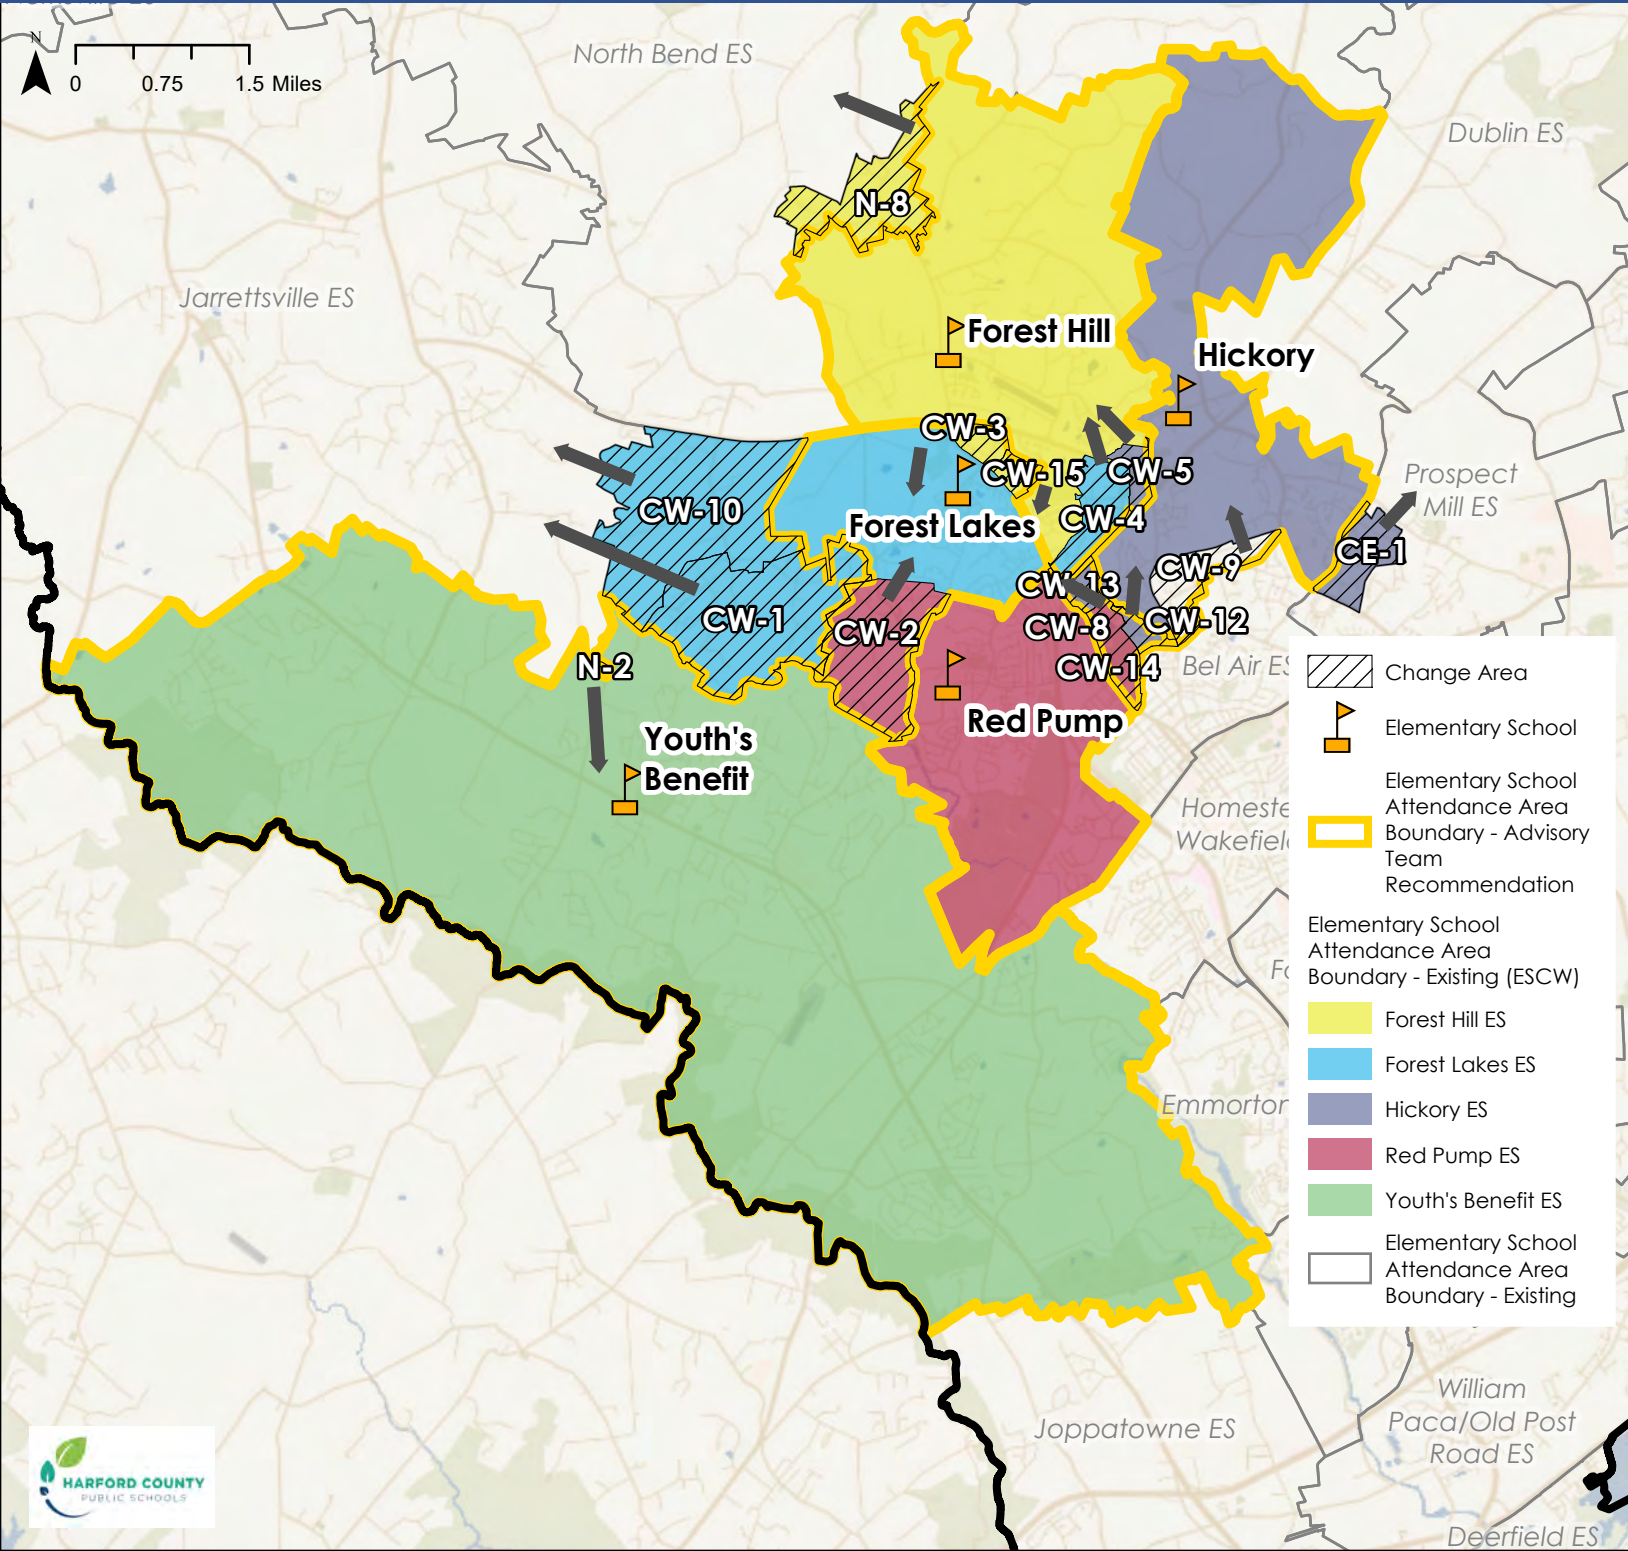 N
0 0.75 1.5 Miles
North Bend ES
Dublin ES
Jarrettsville ES
N-8
Forest Hill
Hickory
CW-3
CW-15
CW-5
Prospect
Mill ES
CW-10
Forest Lakes
CW-4
CE-1
CW-9
CW-13
CW-1
CW-2
CW-8
CW-12
N-2
CW-14
Bel Air ES
Red Pump
Youth's
Benefit
Homeste
Wakefiel
Emmorton
Joppatowne ES
William
Paca/Old Post
Road ES
Deerfield ES
Change Area
Elementary School
Elementary School
Attendance Area
Boundary - Advisory
Team
Recommendation
Elementary School
Attendance Area
Boundary - Existing (ESCW)
Forest Hill ES
Forest Lakes ES
Hickory ES
Red Pump ES
Youth's Benefit ES
Elementary School
Attendance Area
Boundary - Existing
HARFORD COUNTY
PUBLIC SCHOOLS